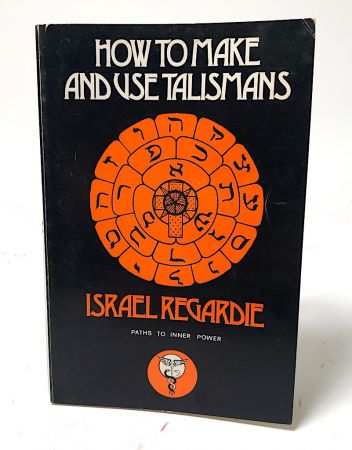 HOW TO MAKE
AND USE TALISMANS
ה ק צ ע ס נ ל י ט ח ז ו
כ ת פ ר
א ש מ
ISRAEL REGARDIE
PATHS TO INNER POWER